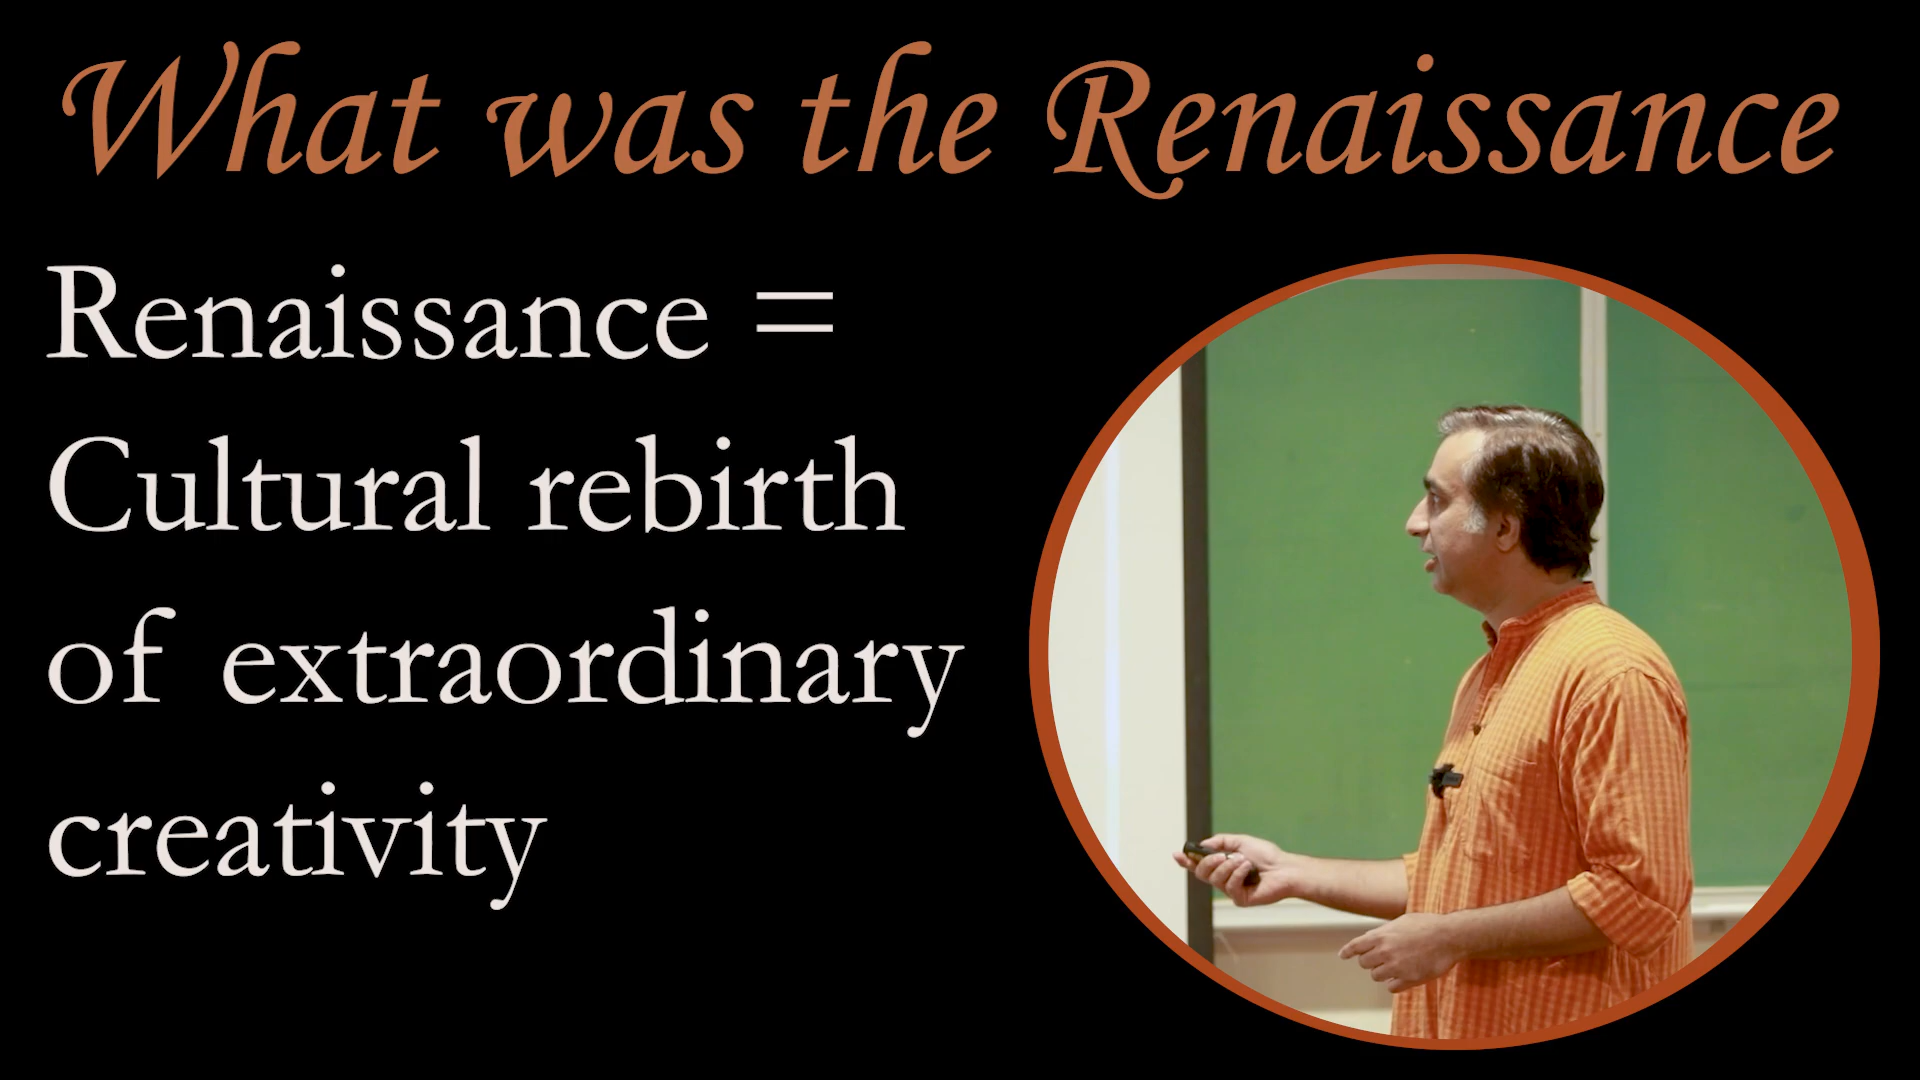 What was the Renaissance
Renaissance =
Cultural rebirth
of extraordinary
creativity